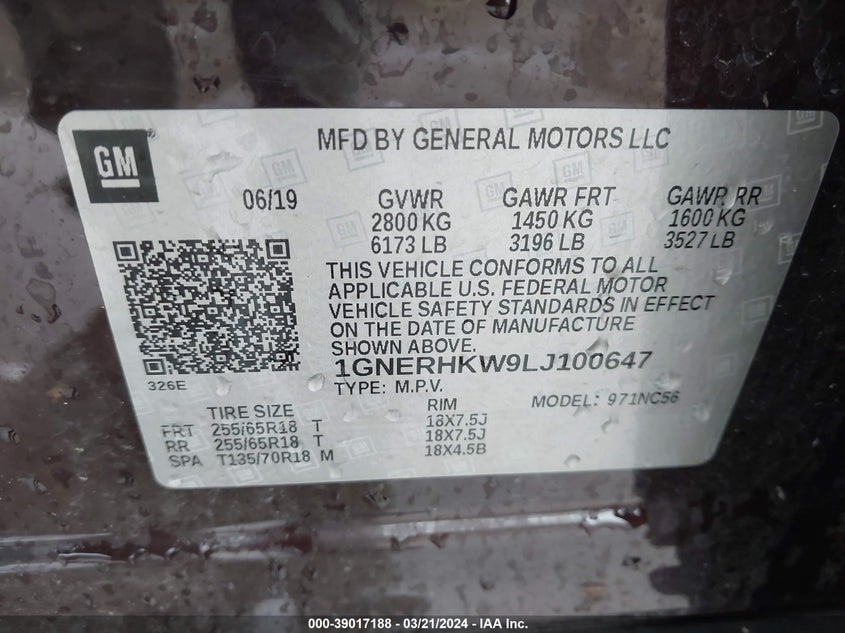 GM
MFD BY GENERAL MOTORS LLC
06/19 GVWR GAWR FRT GAWR RR
2800 KG 1450 KG 1600 KG
6173 LB 3196 LB 3527 LB
THIS VEHICLE CONFORMS TO ALL
APPLICABLE U.S. FEDERAL MOTOR
VEHICLE SAFETY STANDARDS IN EFFECT
ON THE DATE OF MANUFACTURE
SHOWN ABOVE.
1GNERHKW9LJ100647
326E TYPE: M.P.V. MODEL: 971NC56
TIRE SIZE RIM
FRT 255/65R18 T 18X7.5J
RR 255/65R18 T 18X7.5J
SPA T135/70R18 M 18X4.5B
000-39017188 - 03/21/2024 - IAA Inc.